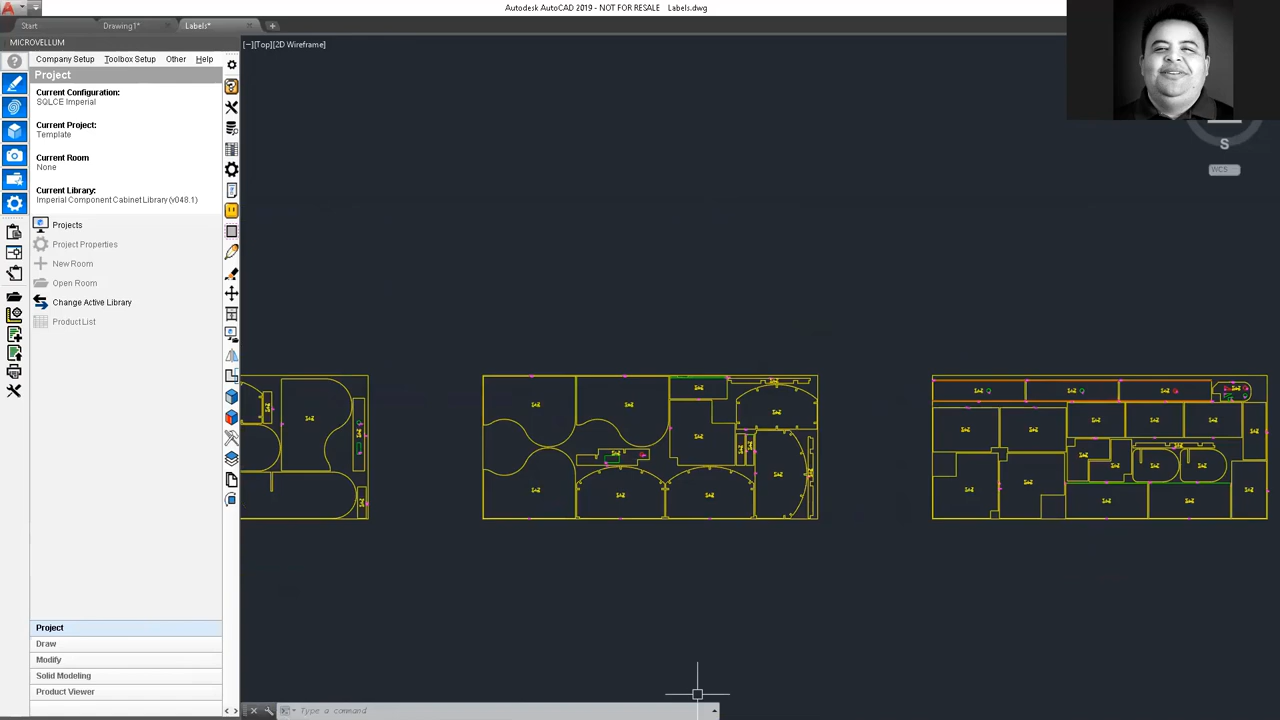 Autodesk AutoCAD 2019 - NOT FOR RESALE Labels.dwg
Start
Drawing1*
Labels*
MICROVELLUM
[−][Top][2D Wireframe]
Company Setup Toolbox Setup Other Help
Project
Current Configuration:
SQLCE Imperial
Current Project:
Template
Current Room
None
Current Library:
Imperial Component Cabinet Library (v048.1)
Projects
Project Properties
New Room
Open Room
Change Active Library
Product List
S
WCS
Project
Draw
Modify
Solid Modeling
Product Viewer
Type a command